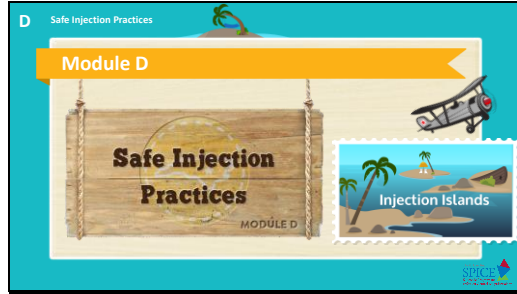 D Safe Injection Practices
Module D
Safe Injection
Practices
MODULE D
Injection Islands
SPICE